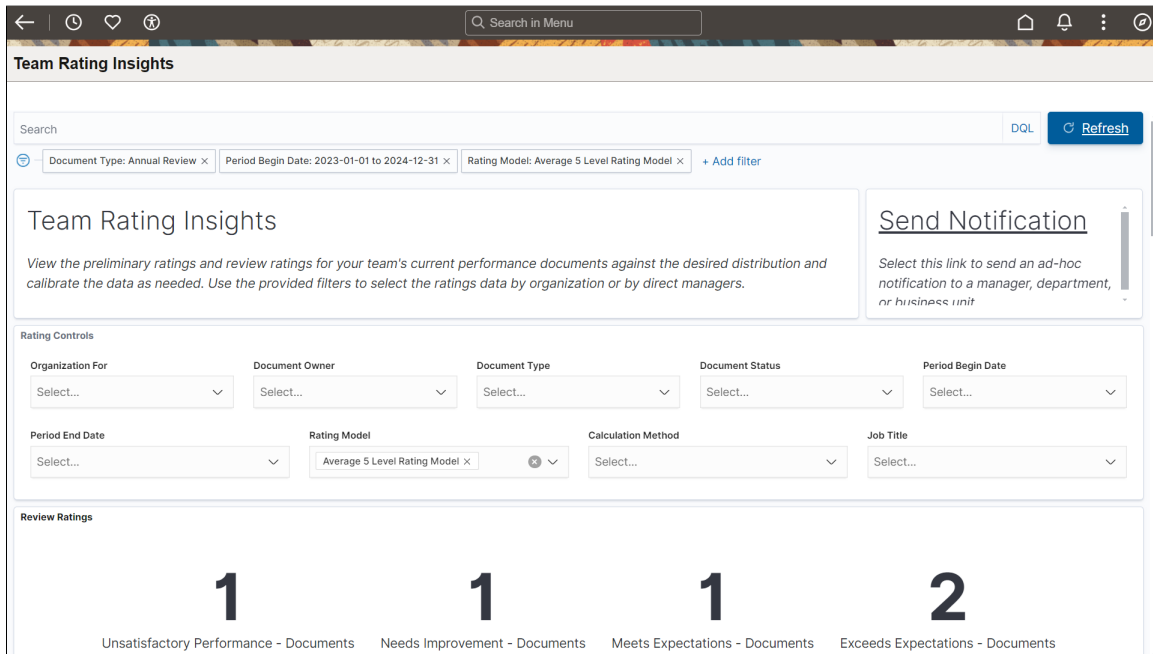 Search in Menu
Team Rating Insights
Search
DQL
Refresh
Document Type: Annual Review ×
Period Begin Date: 2023-01-01 to 2024-12-31 ×
Rating Model: Average 5 Level Rating Model ×
+ Add filter
Team Rating Insights
View the preliminary ratings and review ratings for your team's current performance documents against the desired distribution and
calibrate the data as needed. Use the provided filters to select the ratings data by organization or by direct managers.
Send Notification
Select this link to send an ad-hoc
notification to a manager, department,
or business unit
Rating Controls
Organization For
Document Owner
Document Type
Document Status
Period Begin Date
Select...
Select...
Select...
Select...
Select...
Period End Date
Rating Model
Calculation Method
Job Title
Select...
Average 5 Level Rating Model ×
Select...
Select...
Review Ratings
1
1
1
2
Unsatisfactory Performance - Documents
Needs Improvement - Documents
Meets Expectations - Documents
Exceeds Expectations - Documents